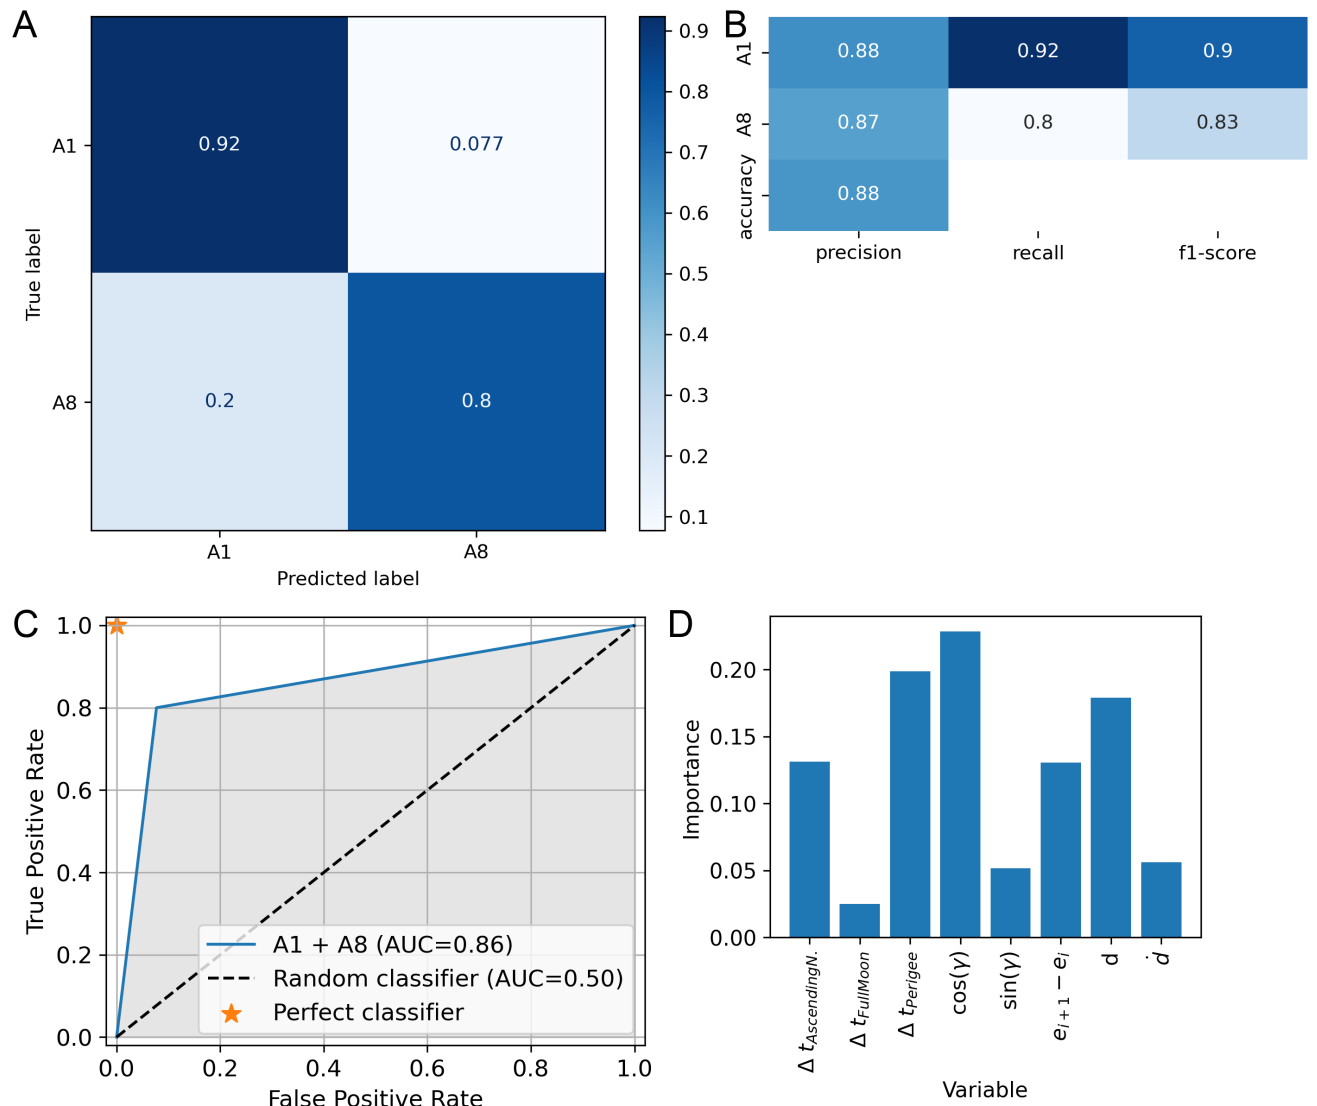 A
A1
A8
True label
0.92
0.077
0.2
0.8
A1
A8
Predicted label
0.9
0.8
0.7
0.6
0.5
0.4
0.3
0.2
0.1
B
A1
A8
accuracy
0.88
0.92
0.9
0.87
0.8
0.83
0.88
precision
recall
f1-score
C
True Positive Rate
1.0
0.8
0.6
0.4
0.2
0.0
A1 + A8 (AUC=0.86)
Random classifier (AUC=0.50)
Perfect classifier
0.0
0.2
0.4
0.6
0.8
1.0
False Positive Rate
D
Importance
0.20
0.15
0.10
0.05
0.00
Δ t_AscendingN.
Δ t_FullMoon
Δ t_Perigee
cos(γ)
sin(γ)
e_{i+1} − e_i
d
ḋ
Variable